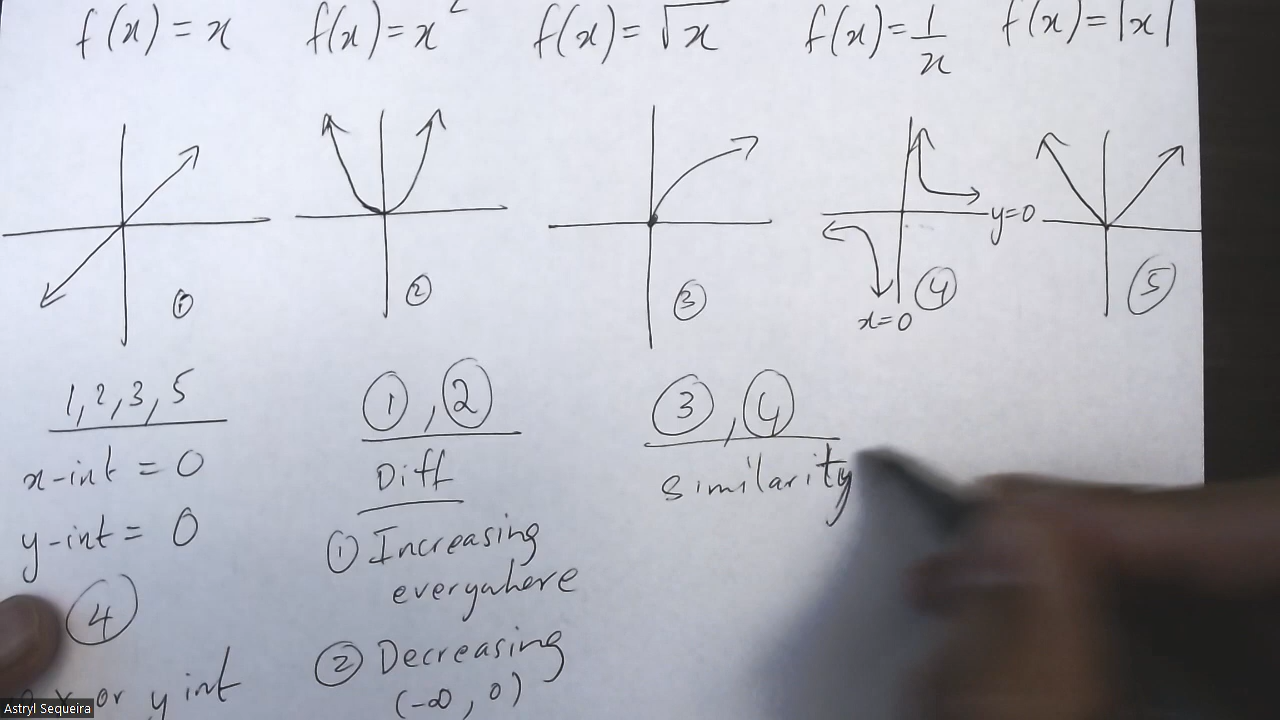 f(x) = x f(x) = x² f(x) = √x f(x) = 1/x f(x) = |x|
y=0
① ② ③ ④ ⑤
x=0
1, 2, 3, 5
x-int = 0
y-int = 0
④
x or y int
①, ②
Diff
① Increasing
everywhere
② Decreasing
(-∞, 0)
③, ④
similarity
Astryl Sequeira